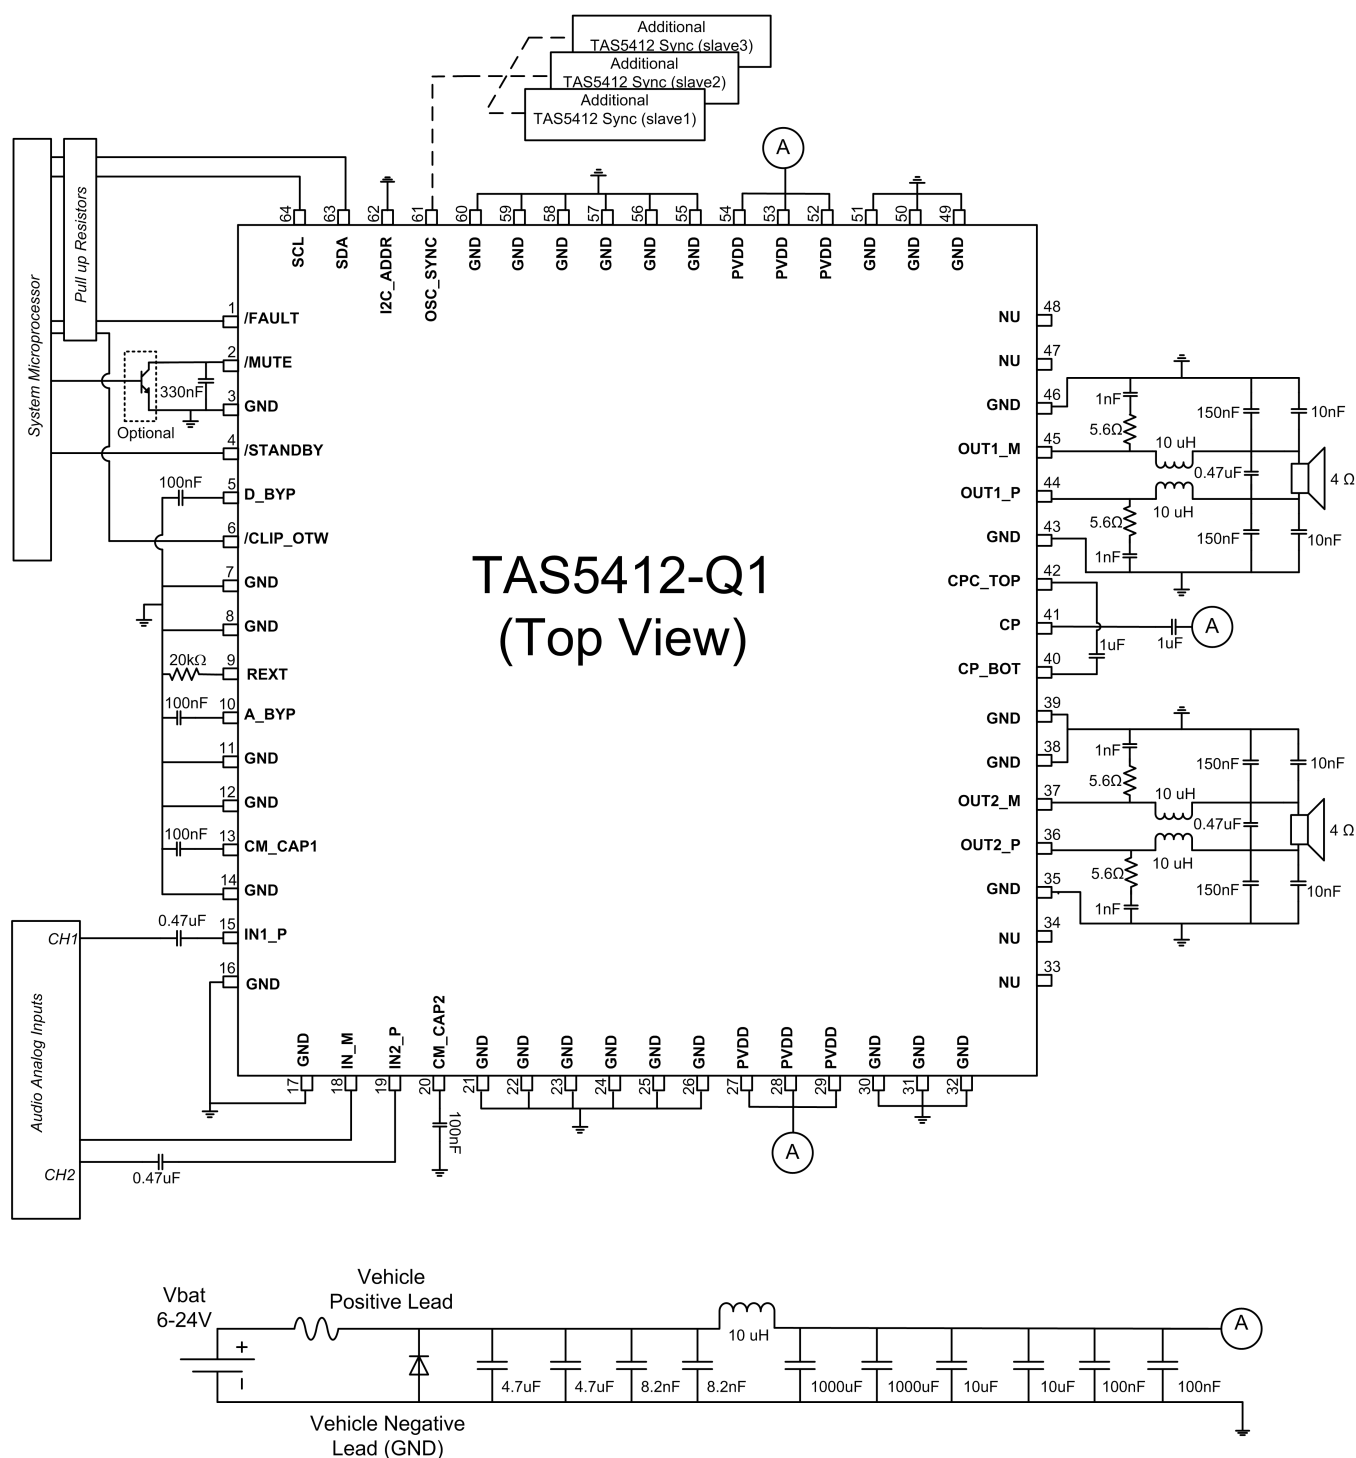 Additional
TAS5412 Sync (slave3)
Additional
TAS5412 Sync (slave2)
Additional
TAS5412 Sync (slave1)
A
System Microprocessor
Pull up Resistors
64 63 62 61 60 59 58 57 56 55 54 53 52 51 50 49
SCL SDA I2C_ADDR OSC_SYNC GND GND GND GND GND GND PVDD PVDD PVDD GND GND GND
1 /FAULT
2 /MUTE
330nF
3 GND
Optional
4 /STANDBY
100nF
5 D_BYP
6 /CLIP_OTW
7 GND
8 GND
20kΩ
9 REXT
100nF
10 A_BYP
11 GND
12 GND
100nF
13 CM_CAP1
14 GND
0.47uF
15 IN1_P
16 GND
TAS5412-Q1
(Top View)
NU 48
NU 47
GND 46
OUT1_M 45
OUT1_P 44
GND 43
CPC_TOP 42
CP 41
CP_BOT 40
GND 39
GND 38
OUT2_M 37
OUT2_P 36
GND 35
NU 34
NU 33
1nF
5.6Ω
10 uH
150nF
10nF
0.47uF
4 Ω
10 uH
5.6Ω
1nF
150nF
10nF
1uF
1uF
A
1nF
5.6Ω
10 uH
150nF
10nF
0.47uF
4 Ω
10 uH
5.6Ω
1nF
150nF
10nF
Audio Analog Inputs
CH1
CH2
0.47uF
GND IN_M IN2_P CM_CAP2 GND GND GND GND GND GND PVDD PVDD PVDD GND GND GND
17 18 19 20 21 22 23 24 25 26 27 28 29 30 31 32
100nF
A
Vbat
6-24V
Vehicle
Positive Lead
+
10 uH
A
4.7uF 4.7uF 8.2nF 8.2nF 1000uF 1000uF 10uF 10uF 100nF 100nF
Vehicle Negative
Lead (GND)